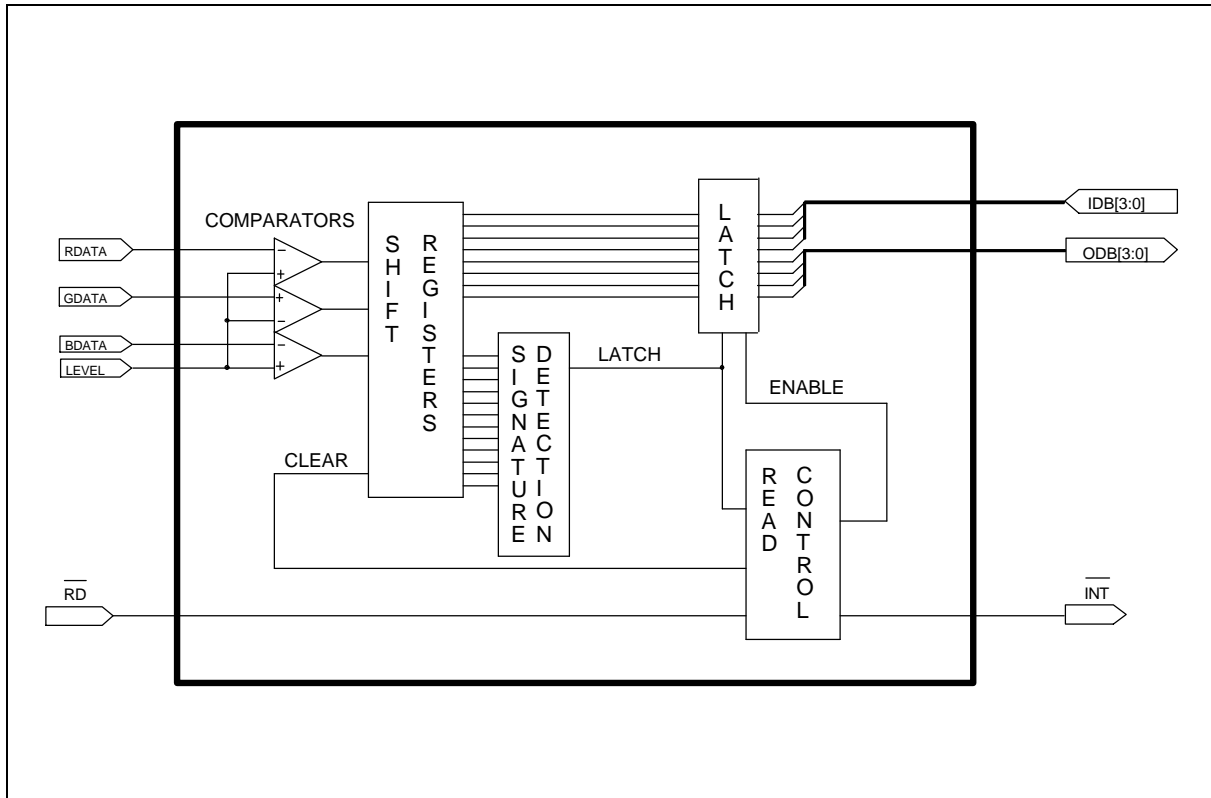 COMPARATORS
RDATA
GDATA
BDATA
LEVEL
−
+
+
−
−
+
SHIFT
REGISTERS
LATCH
IDB[3:0]
ODB[3:0]
SIGNATURE
DETECTION
LATCH
ENABLE
CLEAR
READ
CONTROL
RD
INT